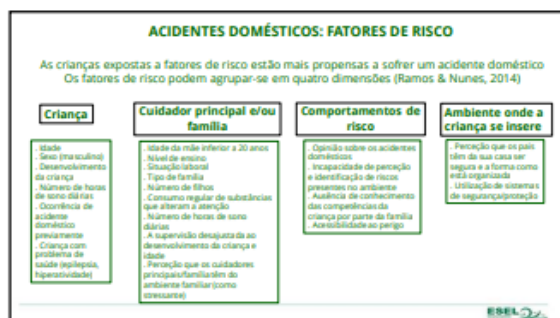 ACIDENTES DOMÉSTICOS: FATORES DE RISCO
As crianças expostas a fatores de risco estão mais propensas a sofrer um acidente doméstico
Os fatores de risco podem agrupar-se em quatro dimensões (Ramos & Nunes, 2014)
Criança
. Idade
. Sexo (masculino)
. Desenvolvimento
da criança
. Número de horas
de sono diárias
. Ocorrência de
acidente
doméstico
previamente
. Criança com
problema de
saúde (epilepsia,
hiperatividade)
Cuidador principal e/ou
família
. Idade da mãe inferior a 20 anos
. Nível de ensino
. Situação laboral
. Tipo de família
. Número de filhos
. Consumo regular de substâncias
que alteram a atenção
. Número de horas de sono
diárias
. A supervisão desajustada ao
desenvolvimento da criança e
idade
. Perceção que os cuidadores
principais/família têm do
ambiente familiar (como
stressante)
Comportamentos de
risco
. Opinião sobre os acidentes
domésticos
. Incapacidade de perceção
e identificação de riscos
presentes no ambiente
. Ausência de conhecimento
das competências da
criança por parte da família
. Acessibilidade ao perigo
Ambiente onde a
criança se insere
. Perceção que os pais
têm da sua casa ser
segura e a forma como
está organizada
. Utilização de sistemas
de segurança/proteção
ESEL